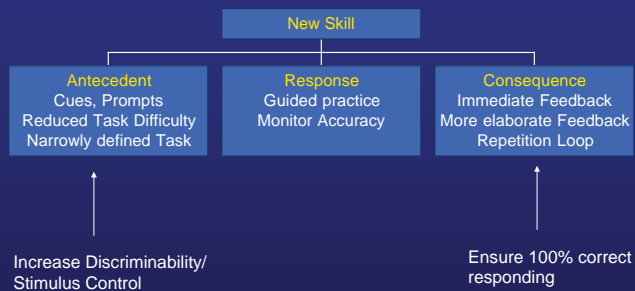 New Skill
Antecedent
Cues, Prompts
Reduced Task Difficulty
Narrowly defined Task
Response
Guided practice
Monitor Accuracy
Consequence
Immediate Feedback
More elaborate Feedback
Repetition Loop
Increase Discriminability/
Stimulus Control
Ensure 100% correct
responding